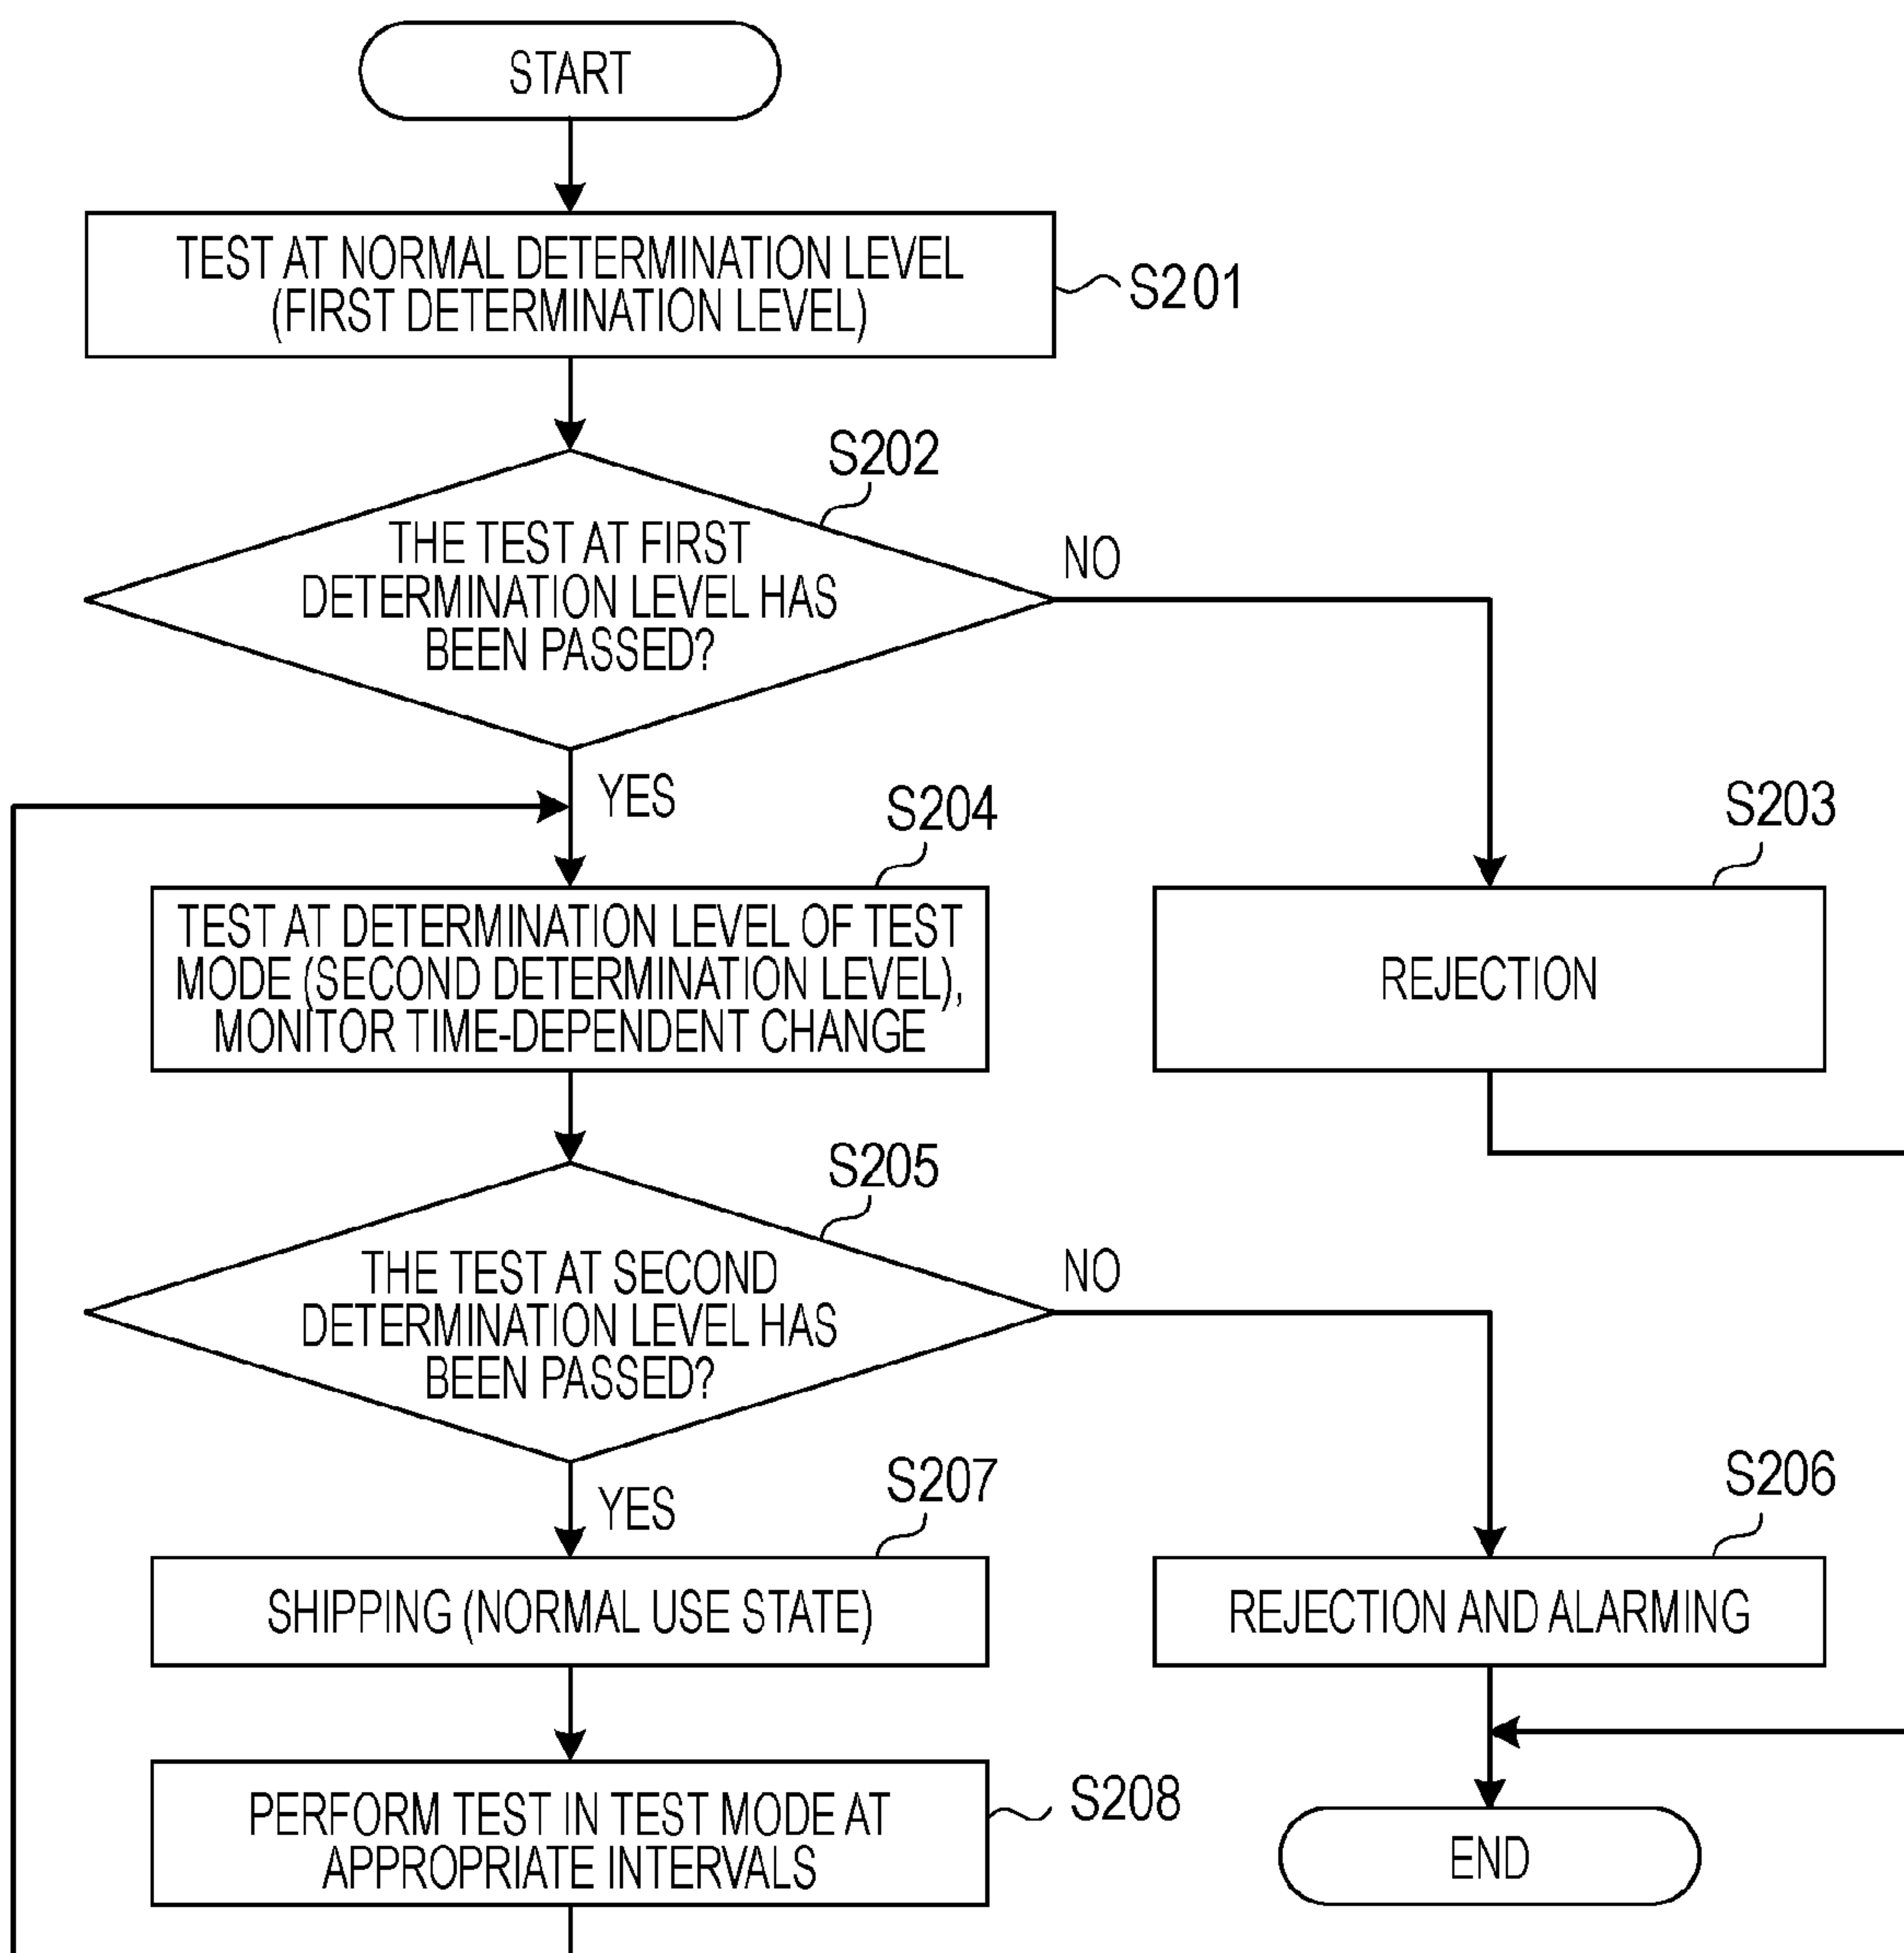 START
TEST AT NORMAL DETERMINATION LEVEL
(FIRST DETERMINATION LEVEL)
S201
S202
THE TEST AT FIRST
DETERMINATION LEVEL HAS
BEEN PASSED?
NO
YES
S204
S203
TEST AT DETERMINATION LEVEL OF TEST
MODE (SECOND DETERMINATION LEVEL),
MONITOR TIME-DEPENDENT CHANGE
REJECTION
S205
THE TEST AT SECOND
DETERMINATION LEVEL HAS
BEEN PASSED?
NO
YES
S207
S206
SHIPPING (NORMAL USE STATE)
REJECTION AND ALARMING
PERFORM TEST IN TEST MODE AT
APPROPRIATE INTERVALS
S208
END